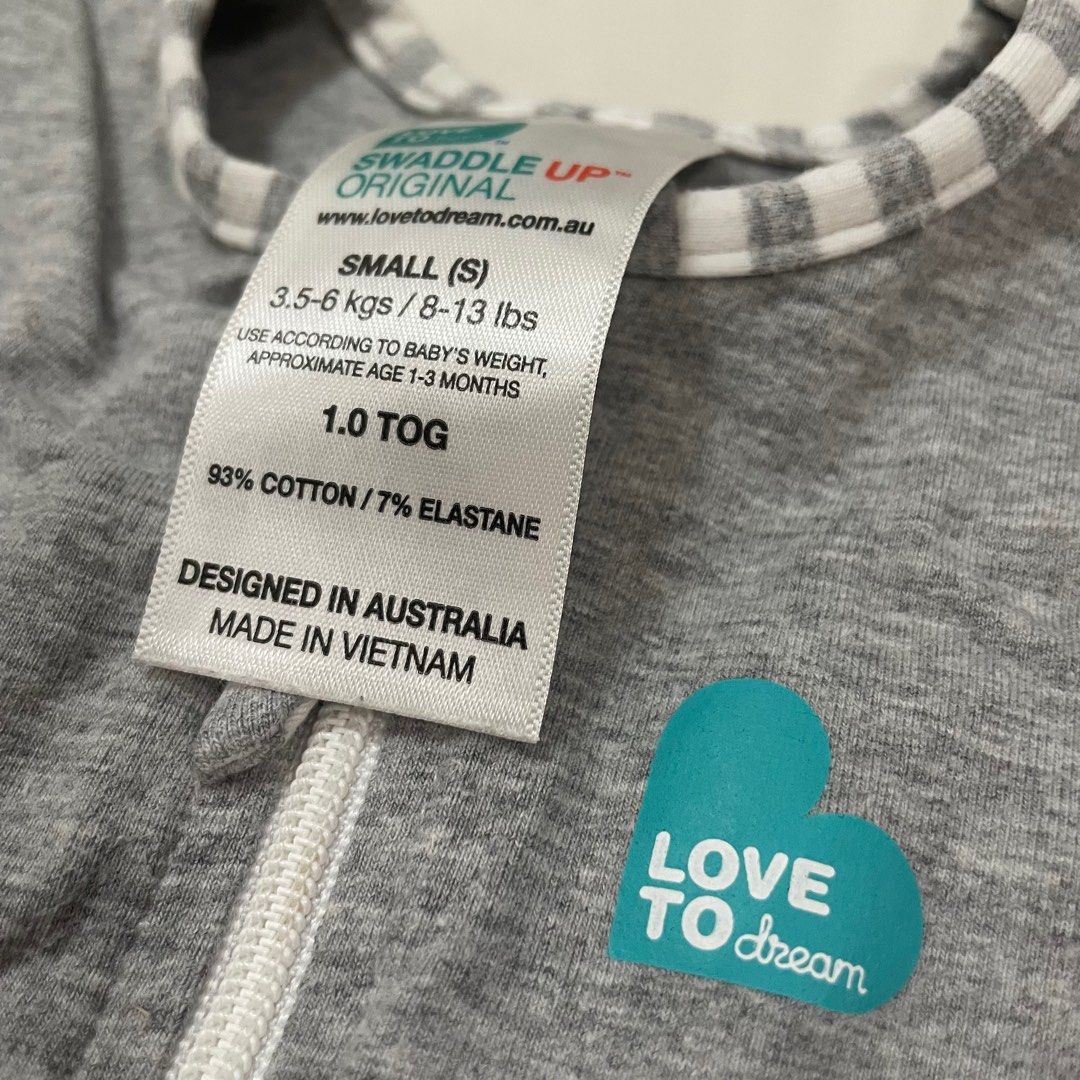 SWADDLE UP™
ORIGINAL
www.lovetodream.com.au
SMALL (S)
3.5-6 kgs / 8-13 lbs
USE ACCORDING TO BABY'S WEIGHT,
APPROXIMATE AGE 1-3 MONTHS
1.0 TOG
93% COTTON / 7% ELASTANE
DESIGNED IN AUSTRALIA
MADE IN VIETNAM
LOVE
TO dream